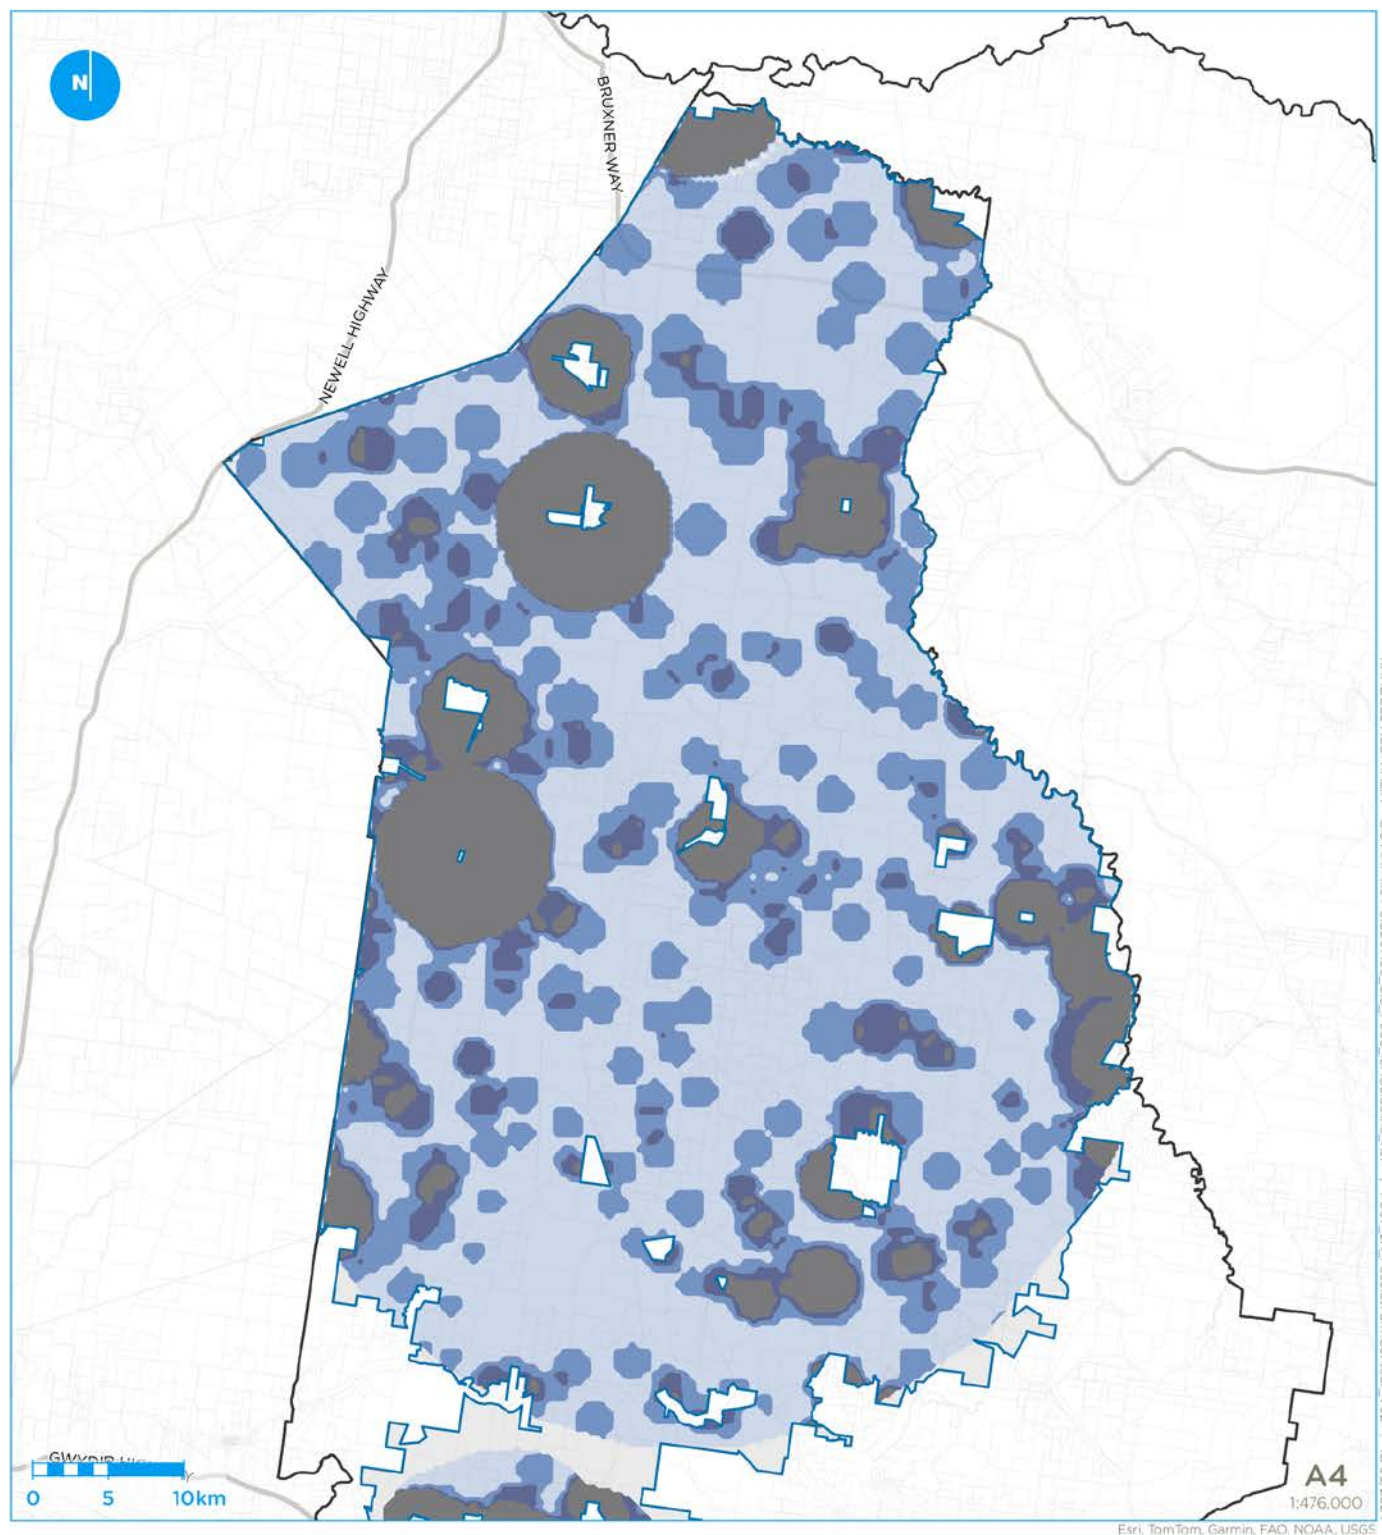 N
BRUXNER WAY
NEWELL HIGHWAY
0 5 10km
A4
1:476,000
Esri, TomTom, Garmin, FAO, NOAA, USGS